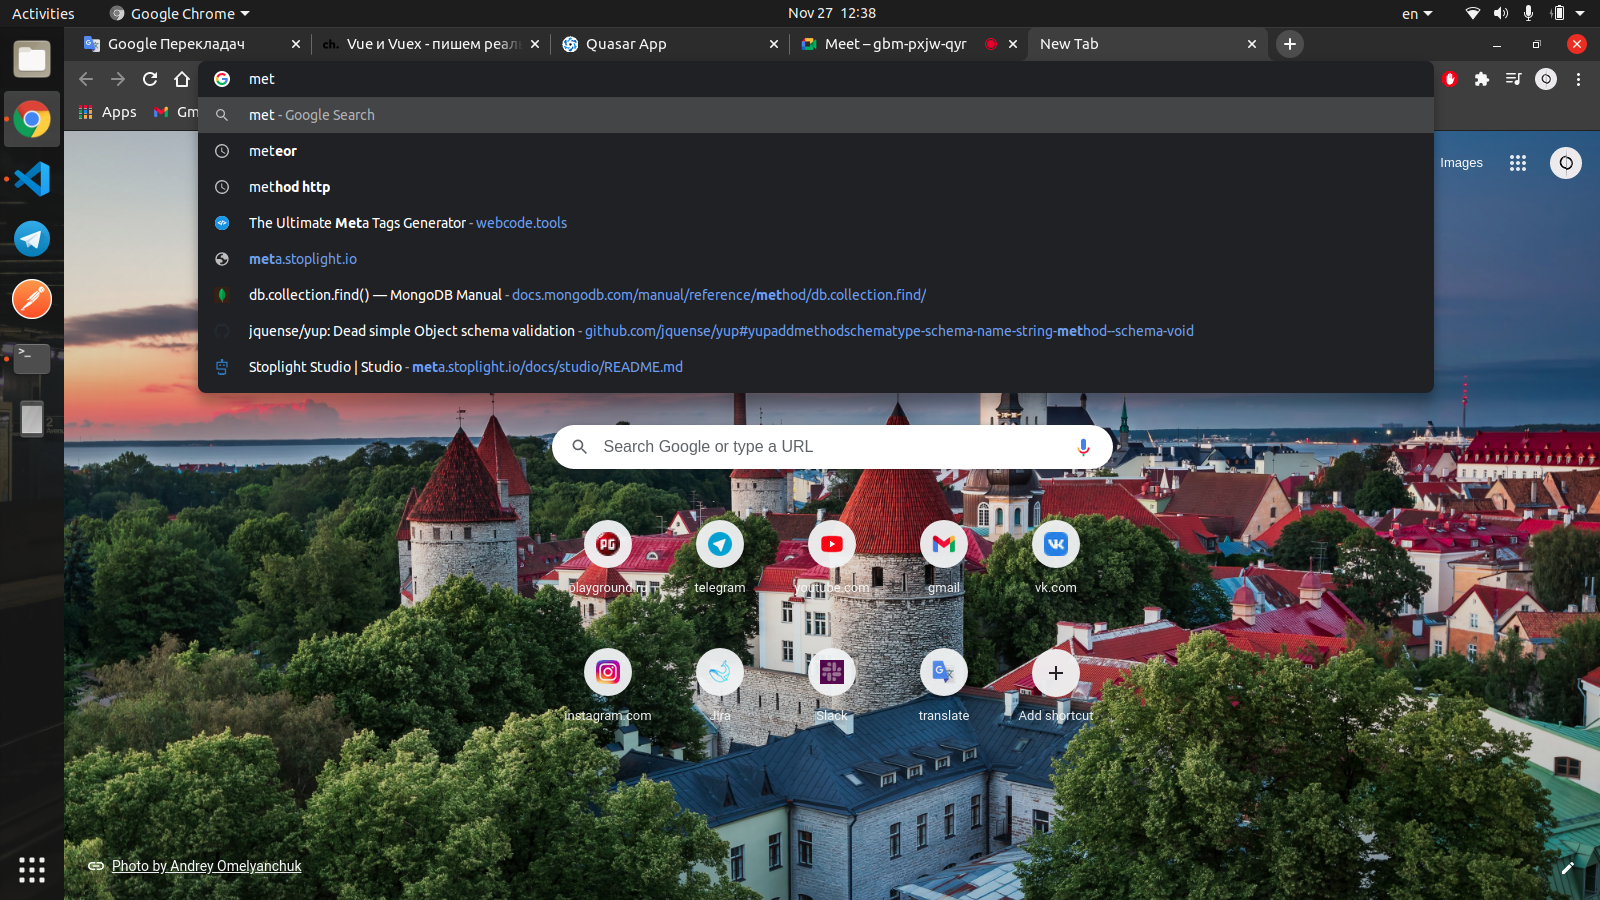 Activities
Google Chrome
Nov 27 12:38
en
Google Перекладач
Vue и Vuex - пишем реал
Quasar App
Meet – gbm-pxjw-qyr
New Tab
met
Apps
Gm
met - Google Search
meteor
method http
The Ultimate Meta Tags Generator - webcode.tools
meta.stoplight.io
db.collection.find() — MongoDB Manual - docs.mongodb.com/manual/reference/method/db.collection.find/
jquense/yup: Dead simple Object schema validation - github.com/jquense/yup#yupaddmethodschematype-schema-name-string-method--schema-void
Stoplight Studio | Studio - meta.stoplight.io/docs/studio/README.md
Images
Search Google or type a URL
playground.ru
telegram
youtube.com
gmail
vk.com
instagram.com
Jira
Slack
translate
Add shortcut
Photo by Andrey Omelyanchuk